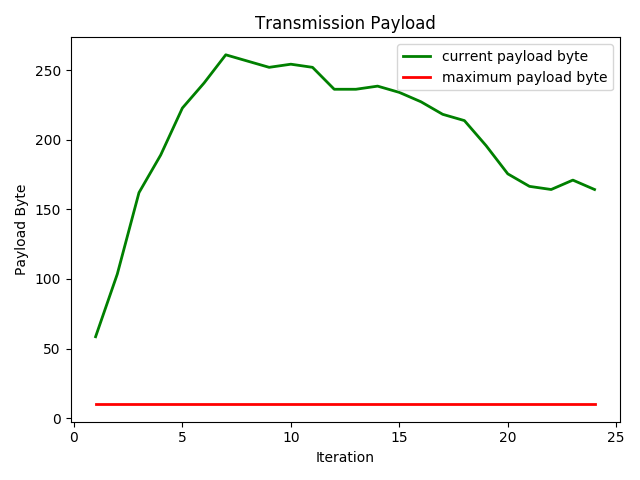 Transmission Payload
current payload byte
maximum payload byte
Payload Byte
250
200
150
100
50
0
0 5 10 15 20 25
Iteration